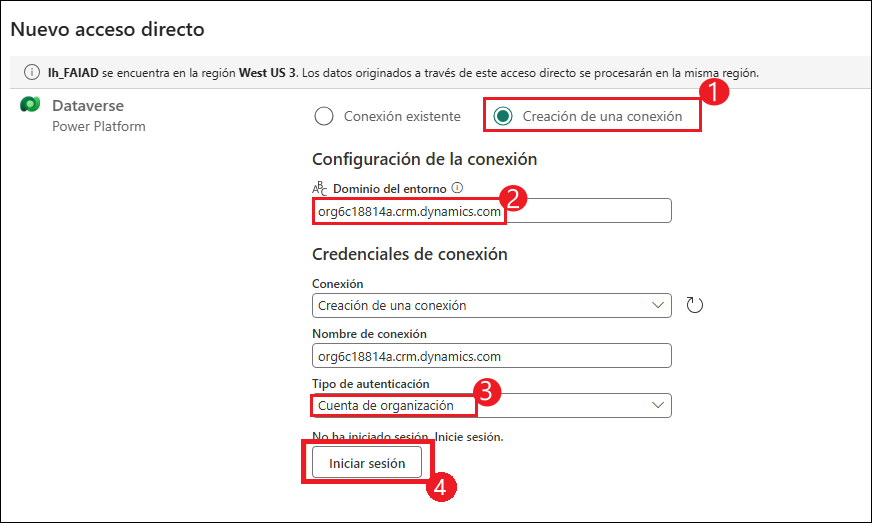 Nuevo acceso directo
lh_FAIAD se encuentra en la región West US 3. Los datos originados a través de este acceso directo se procesarán en la misma región.
1
Dataverse
Power Platform
Conexión existente
Creación de una conexión
Configuración de la conexión
ABC Dominio del entorno
2
org6c18814a.crm.dynamics.com
Credenciales de conexión
Conexión
Creación de una conexión
Nombre de conexión
org6c18814a.crm.dynamics.com
Tipo de autenticación
3
Cuenta de organización
No ha iniciado sesión. Inicie sesión.
Iniciar sesión
4